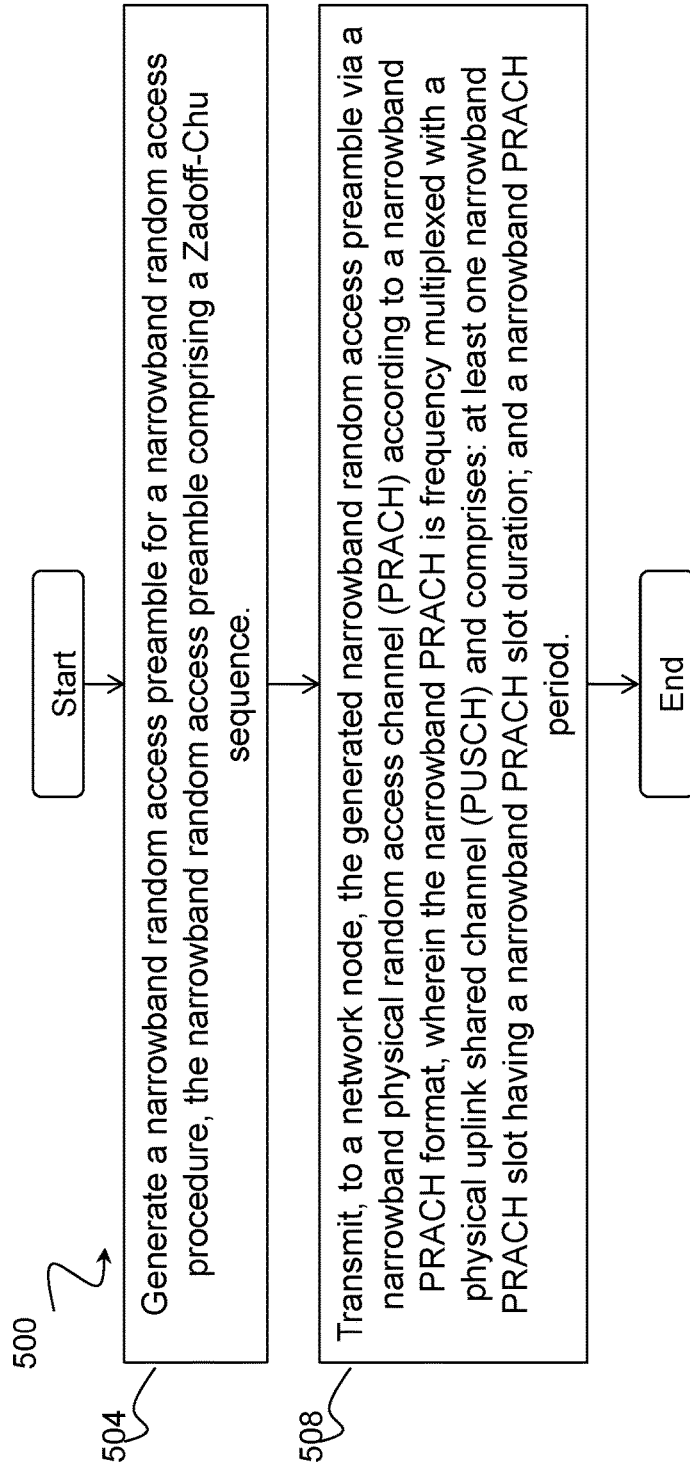 500
Start
504
Generate a narrowband random access preamble for a narrowband random access
procedure, the narrowband random access preamble comprising a Zadoff-Chu
sequence.
508
Transmit, to a network node, the generated narrowband random access preamble via a
narrowband physical random access channel (PRACH) according to a narrowband
PRACH format, wherein the narrowband PRACH is frequency multiplexed with a
physical uplink shared channel (PUSCH) and comprises: at least one narrowband
PRACH slot having a narrowband PRACH slot duration; and a narrowband PRACH
period.
End